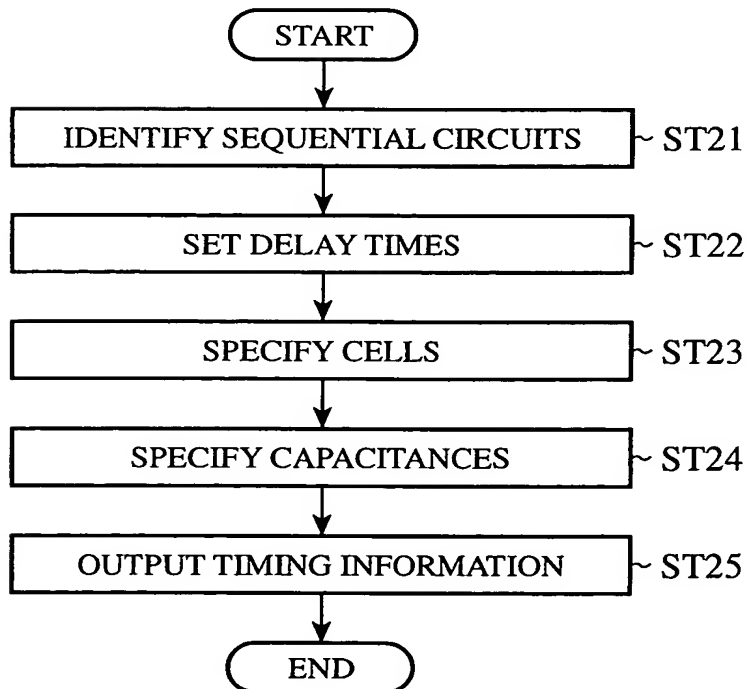 START
IDENTIFY SEQUENTIAL CIRCUITS ~ ST21
SET DELAY TIMES ~ ST22
SPECIFY CELLS ~ ST23
SPECIFY CAPACITANCES ~ ST24
OUTPUT TIMING INFORMATION ~ ST25
END